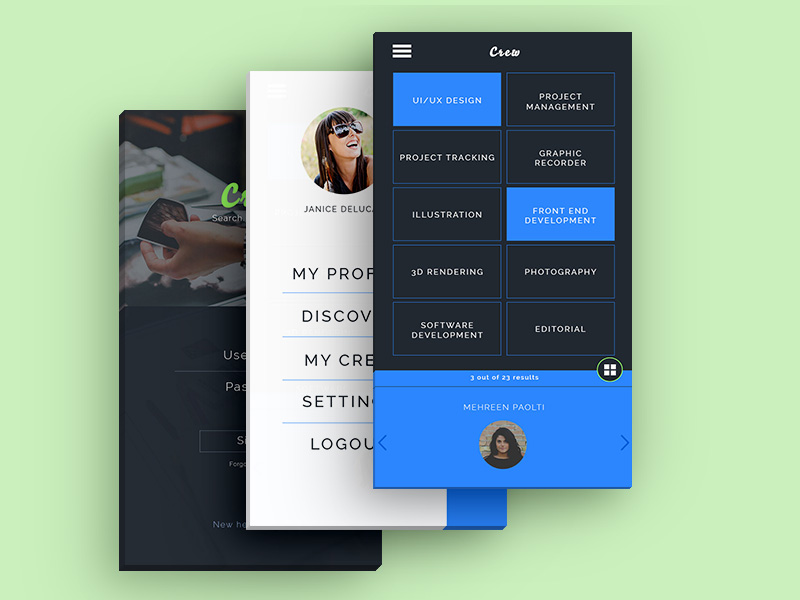 Crew
UI/UX DESIGN
PROJECT
MANAGEMENT
PROJECT TRACKING
GRAPHIC
RECORDER
ILLUSTRATION
FRONT END
DEVELOPMENT
3D RENDERING
PHOTOGRAPHY
SOFTWARE
DEVELOPMENT
EDITORIAL
3 out of 23 results
MEHREEN PAOLTI
JANICE DELUCA
MY PROF
DISCOV
MY CRE
SETTING
LOGOU
C
Search
Use
Pas
Si
Forgo
New he